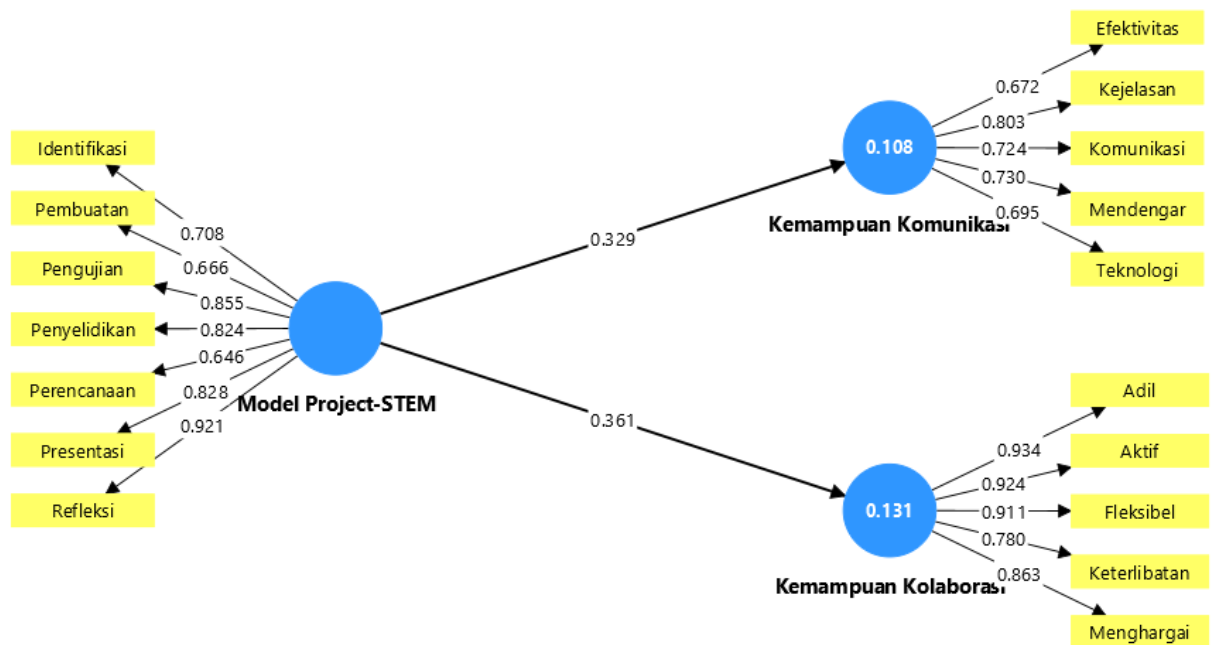 Identifikasi
Pembuatan
Pengujian
Penyelidikan
Perencanaan
Presentasi
Refleksi
0.708
0.666
0.855
0.824
0.646
0.828
0.921
Model Project-STEM
0.329
0.361
0.108
Kemampuan Komunikasi
0.672
0.803
0.724
0.730
0.695
Efektivitas
Kejelasan
Komunikasi
Mendengar
Teknologi
0.131
Kemampuan Kolaborasi
0.934
0.924
0.911
0.780
0.863
Adil
Aktif
Fleksibel
Keterlibatan
Menghargai